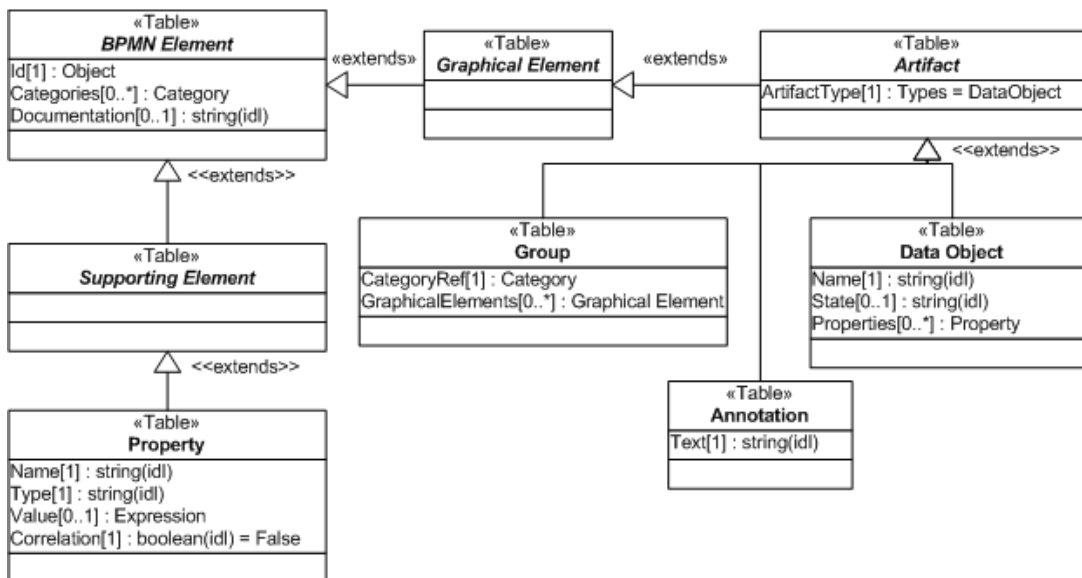 «Table»
BPMN Element
Id[1] : Object
Categories[0..*] : Category
Documentation[0..1] : string(idl)
«extends»
«Table»
Graphical Element
«extends»
«Table»
Artifact
ArtifactType[1] : Types = DataObject
<<extends>>
<<extends>>
«Table»
Supporting Element
<<extends>>
«Table»
Property
Name[1] : string(idl)
Type[1] : string(idl)
Value[0..1] : Expression
Correlation[1] : boolean(idl) = False
«Table»
Group
CategoryRef[1] : Category
GraphicalElements[0..*] : Graphical Element
«Table»
Data Object
Name[1] : string(idl)
State[0..1] : string(idl)
Properties[0..*] : Property
«Table»
Annotation
Text[1] : string(idl)